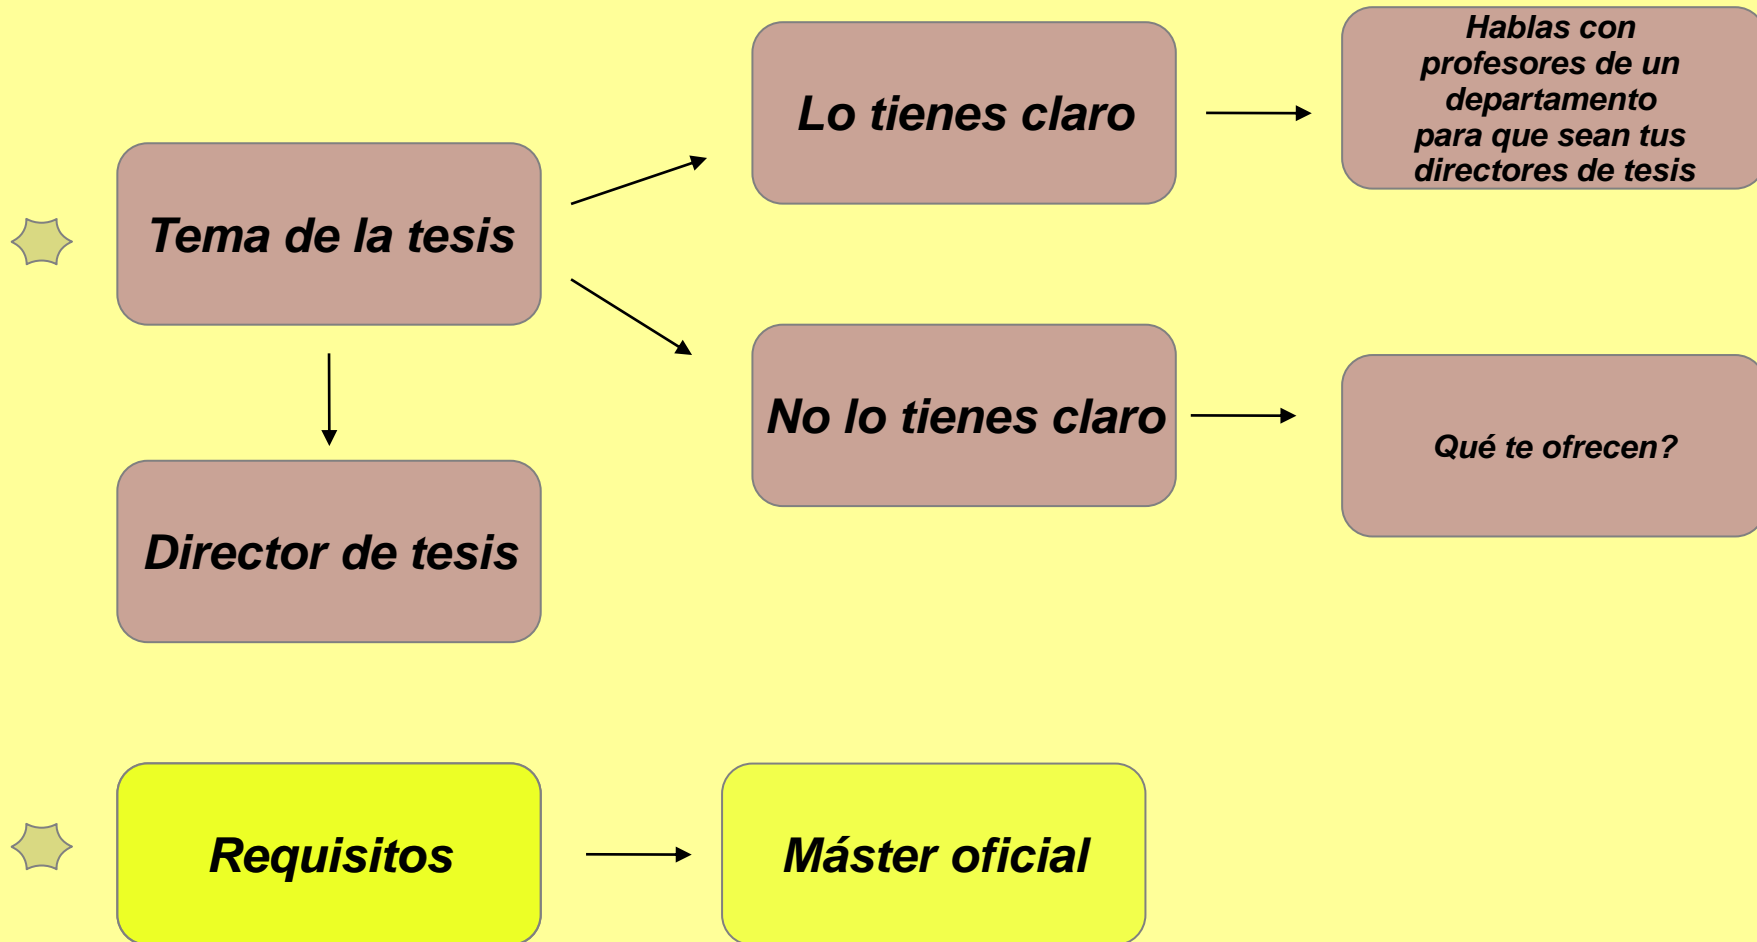 Tema de la tesis
Lo tienes claro
Hablas con
profesores de un
departamento
para que sean tus
directores de tesis
No lo tienes claro
Qué te ofrecen?
Director de tesis
Requisitos
Máster oficial